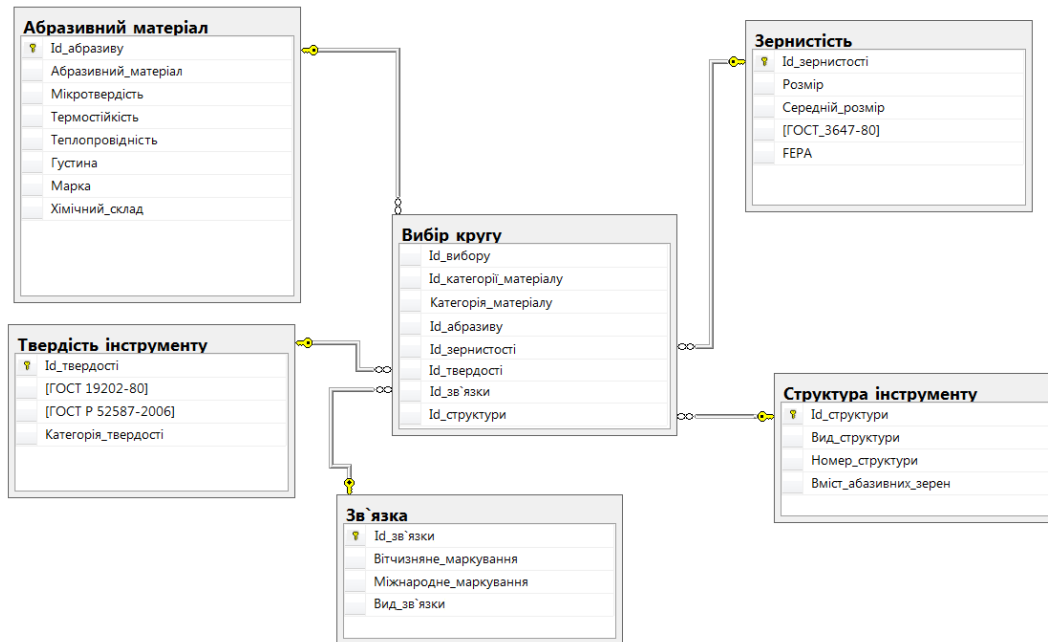 Абразивний матеріал
Id_абразиву
Абразивний_матеріал
Мікротвердість
Термостійкість
Теплопровідність
Густина
Марка
Хімічний_склад
Зернистість
Id_зернистості
Розмір
Середній_розмір
[ГОСТ_3647-80]
FEPA
Вибір кругу
Id_вибору
Id_категорії_матеріалу
Категорія_матеріалу
Id_абразиву
Id_зернистості
Id_твердості
Id_зв`язки
Id_структури
Твердість інструменту
Id_твердості
[ГОСТ 19202-80]
[ГОСТ Р 52587-2006]
Категорія_твердості
Структура інструменту
Id_структури
Вид_структури
Номер_структури
Вміст_абазивних_зерен
Зв`язка
Id_зв`язки
Вітчизняне_маркування
Міжнародне_маркування
Вид_зв`язки